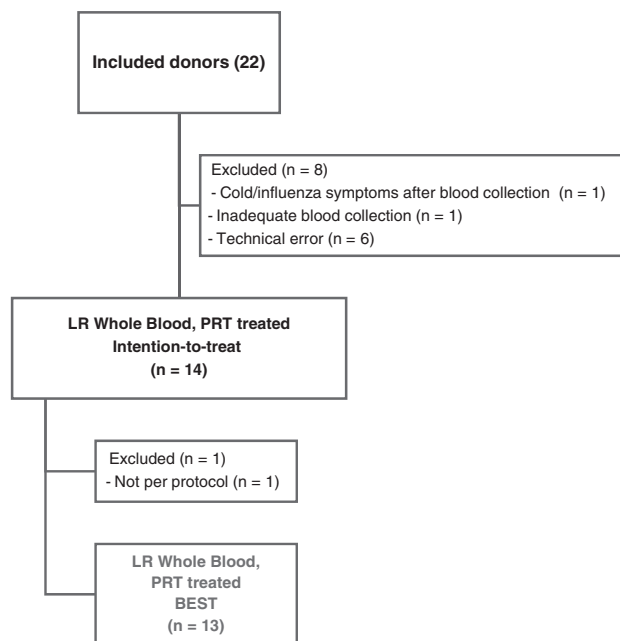 Included donors (22)
Excluded (n = 8)
- Cold/influenza symptoms after blood collection (n = 1)
- Inadequate blood collection (n = 1)
- Technical error (n = 6)
LR Whole Blood, PRT treated
Intention-to-treat
(n = 14)
Excluded (n = 1)
- Not per protocol (n = 1)
LR Whole Blood,
PRT treated
BEST
(n = 13)